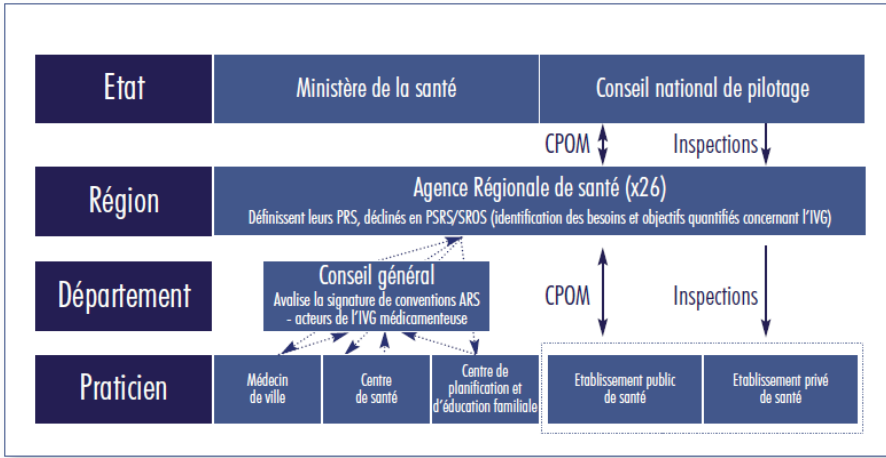 Etat
Ministère de la santé
Conseil national de pilotage
CPOM
Inspections
Région
Agence Régionale de santé (x26)
Définissent leurs PRS, déclinés en PSRS/SROS (identification des besoins et objectifs quantifiés concernant l'IVG)
Département
Conseil général
Avalise la signature de conventions ARS
- acteurs de l'IVG médicamenteuse
CPOM
Inspections
Praticien
Médecin
de ville
Centre
de santé
Centre de
planification et
d'éducation familiale
Etablissement public
de santé
Etablissement privé
de santé